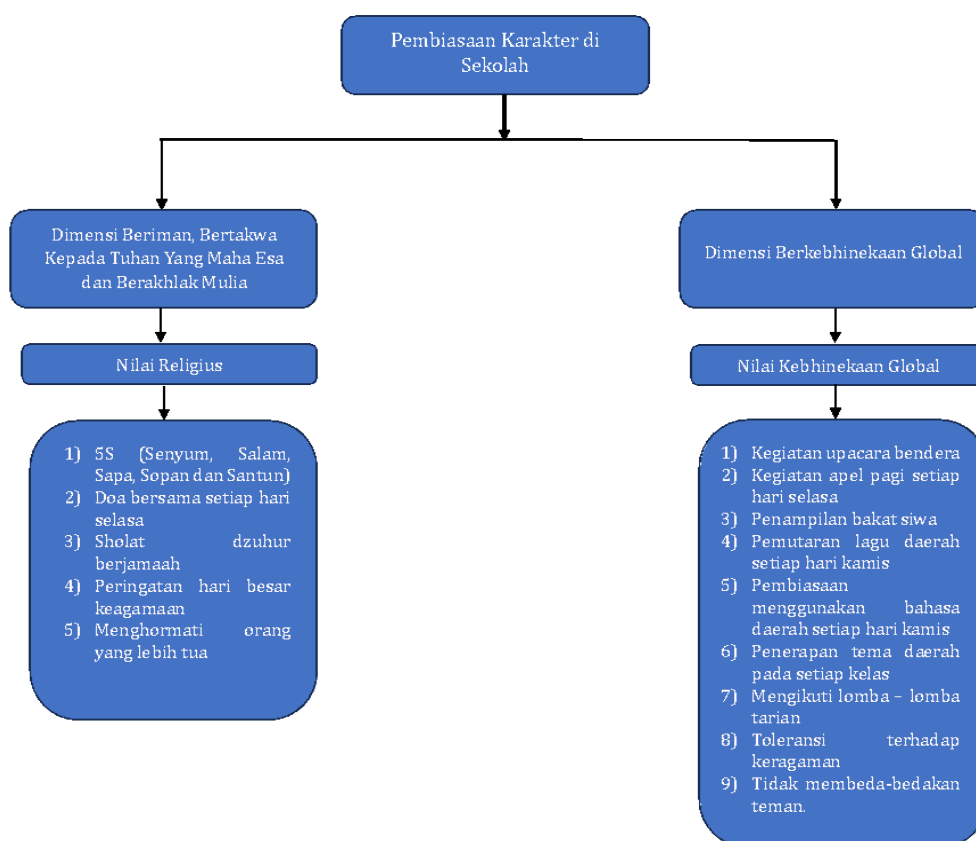 Pembiasaan Karakter di
Sekolah
Dimensi Beriman, Bertakwa
Kepada Tuhan Yang Maha Esa
dan Berakhlak Mulia
Nilai Religius
1) 5S (Senyum, Salam,
Sapa, Sopan dan Santun)
2) Doa bersama setiap hari
selasa
3) Sholat dzuhur
berjamaah
4) Peringatan hari besar
keagamaan
5) Menghormati orang
yang lebih tua
Dimensi Berkebhinekaan Global
Nilai Kebhinekaan Global
1) Kegiatan upacara bendera
2) Kegiatan apel pagi setiap
hari selasa
3) Penampilan bakat siwa
4) Pemutaran lagu daerah
setiap hari kamis
5) Pembiasaan
menggunakan bahasa
daerah setiap hari kamis
6) Penerapan tema daerah
pada setiap kelas
7) Mengikuti lomba – lomba
tarian
8) Toleransi terhadap
keragaman
9) Tidak membeda-bedakan
teman.